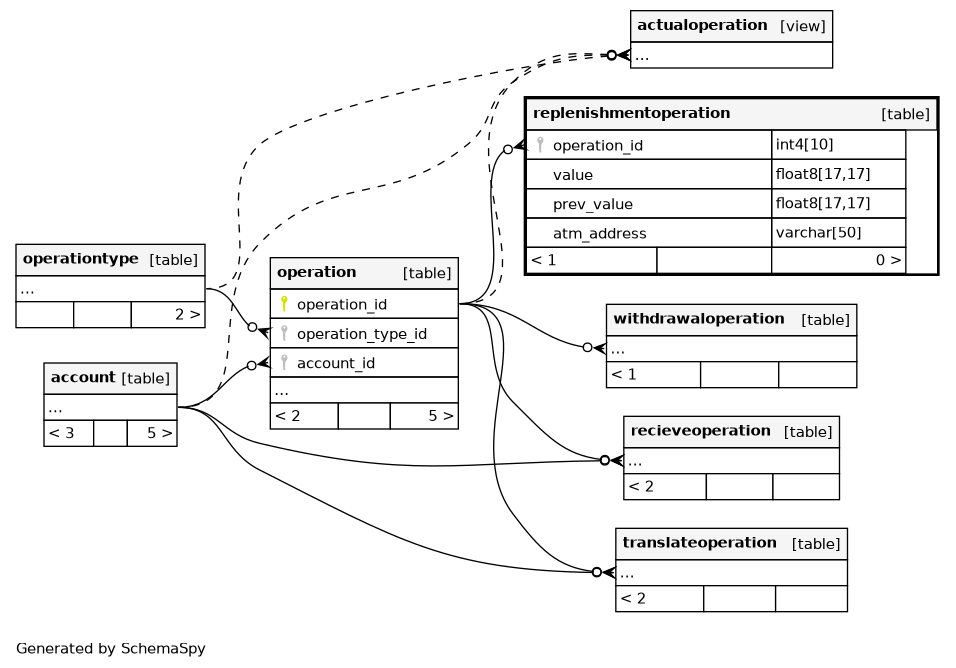 actualoperation [view]
...
replenishmentoperation [table]
operation_id int4[10]
value float8[17,17]
prev_value float8[17,17]
atm_address varchar[50]
< 1 0 >
operationtype [table]
...
2 >
operation [table]
operation_id
operation_type_id
account_id
...
< 2 5 >
account [table]
...
< 3 5 >
withdrawaloperation [table]
...
< 1
recieveoperation [table]
...
< 2
translateoperation [table]
...
< 2
Generated by SchemaSpy